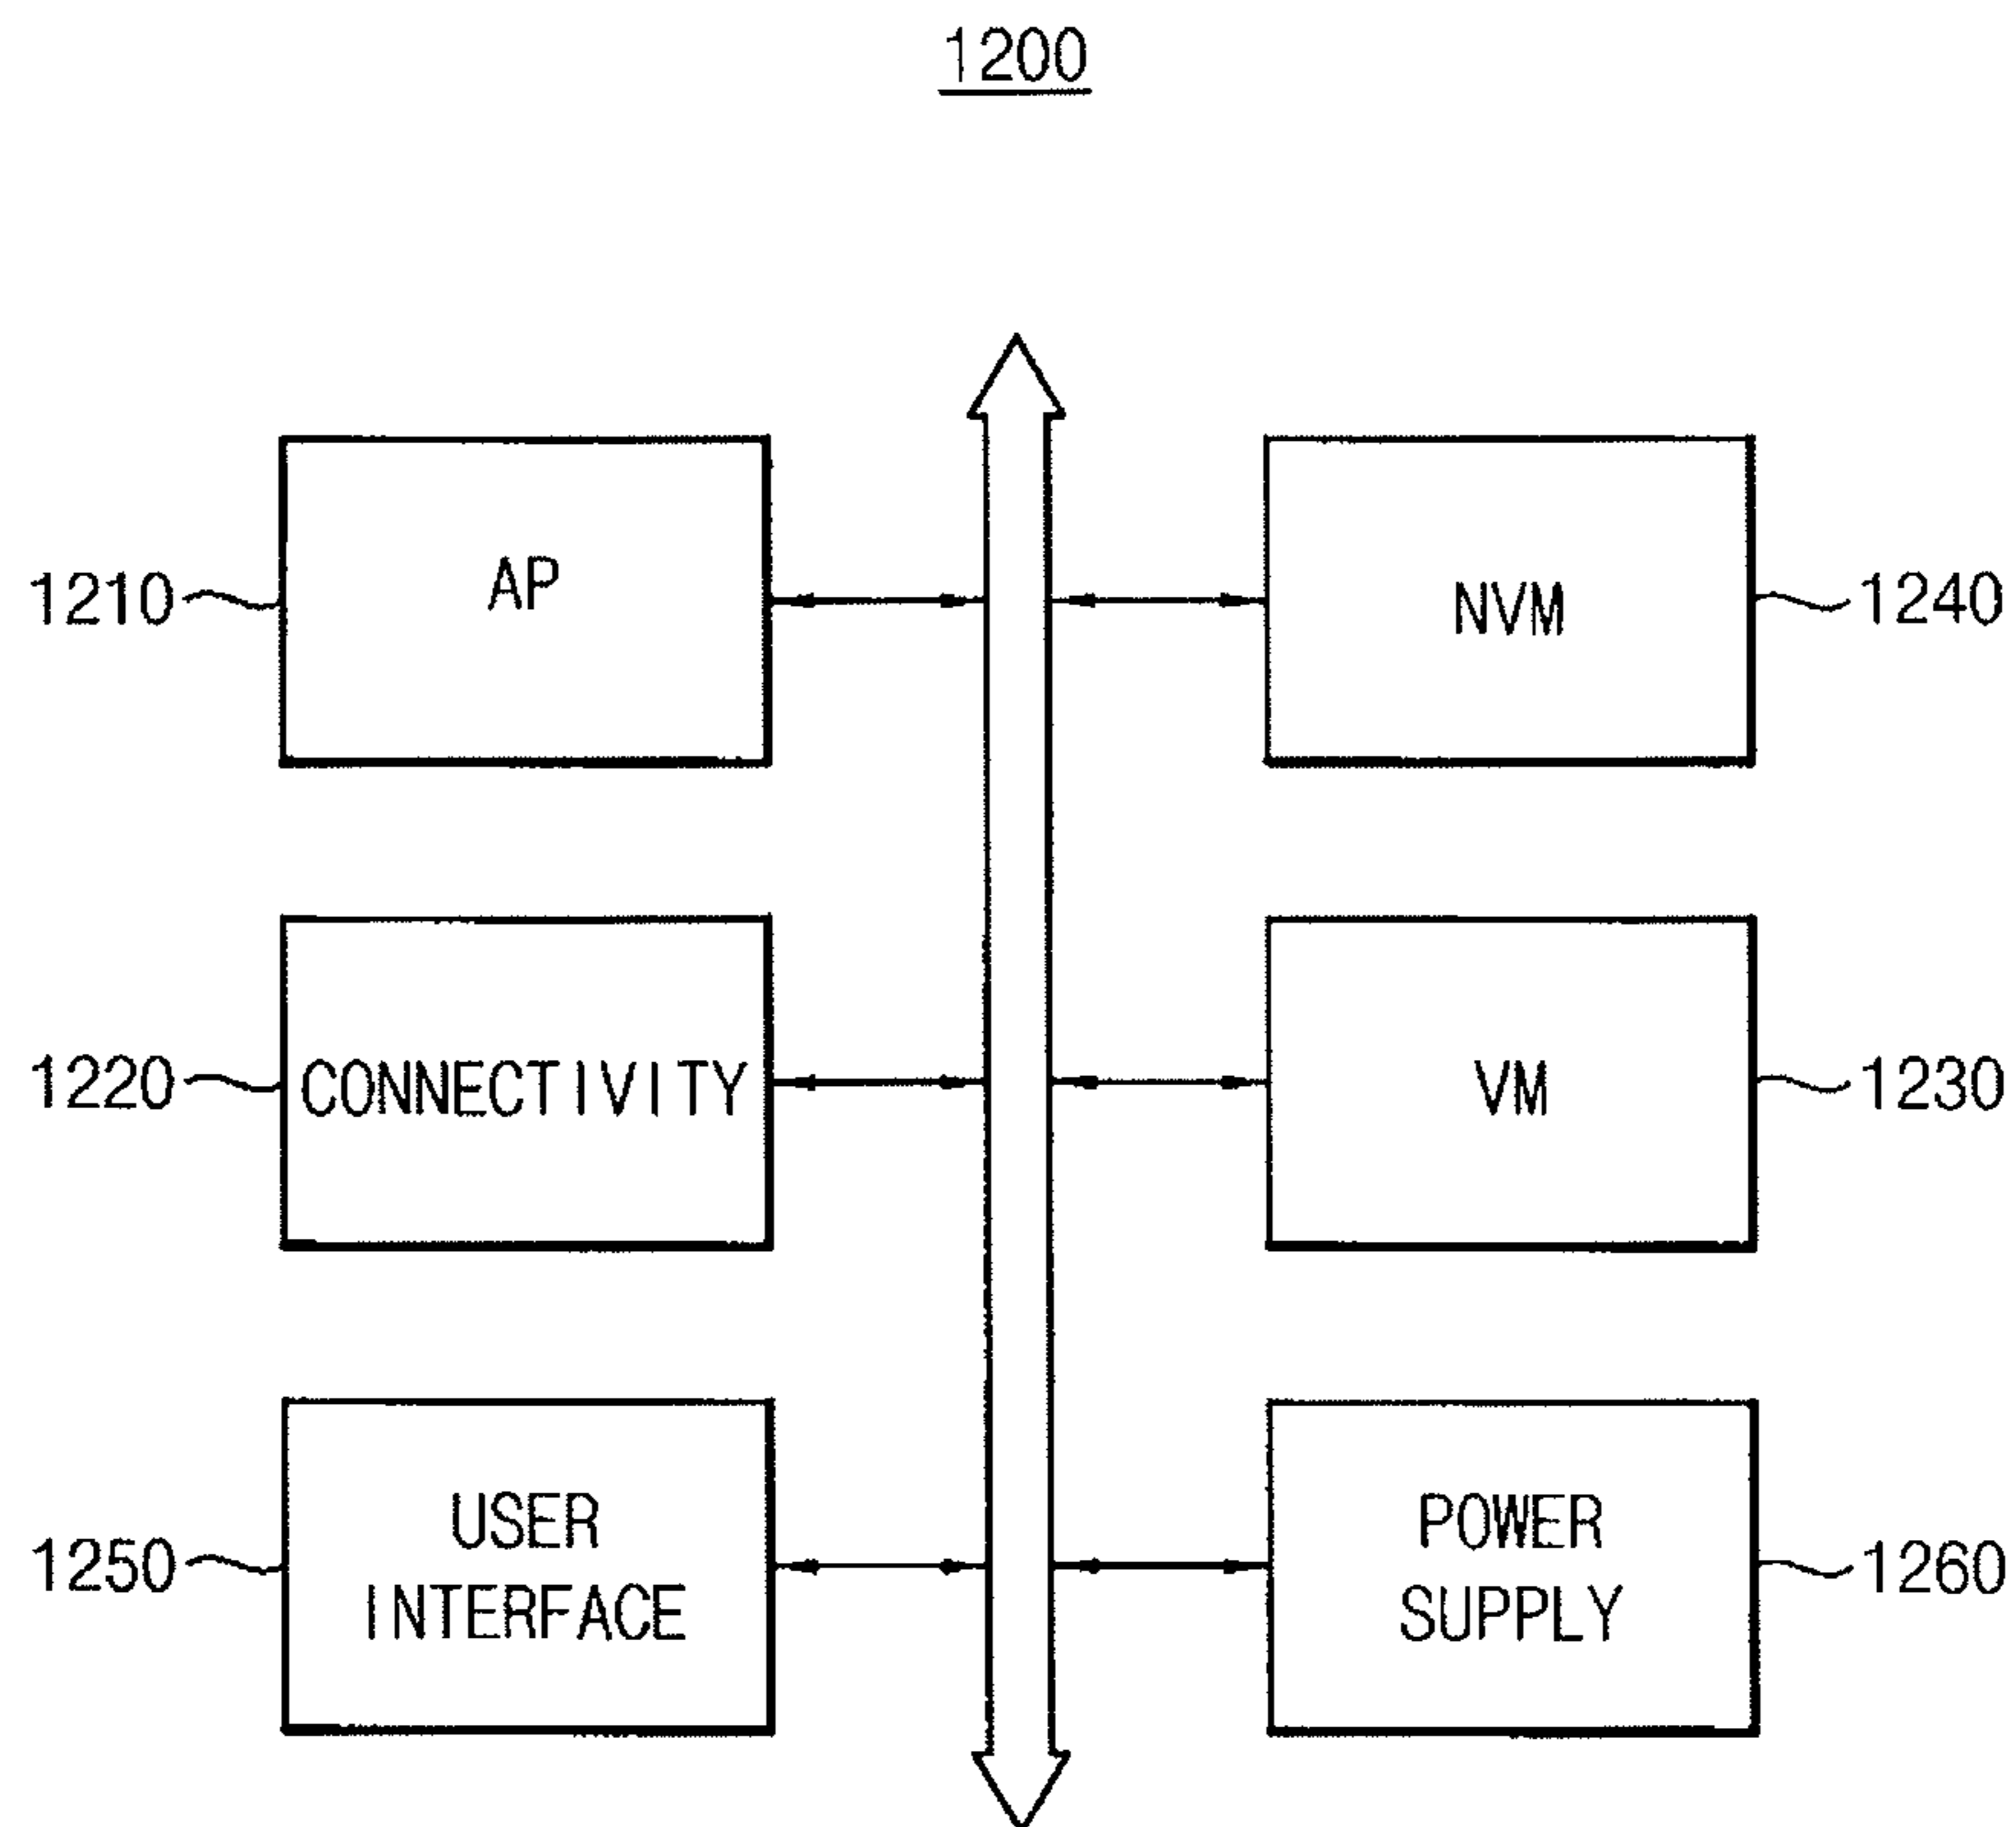 1200
1210
AP
NVM
1240
1220
CONNECTIVITY
VM
1230
1250
USER
INTERFACE
POWER
SUPPLY
1260